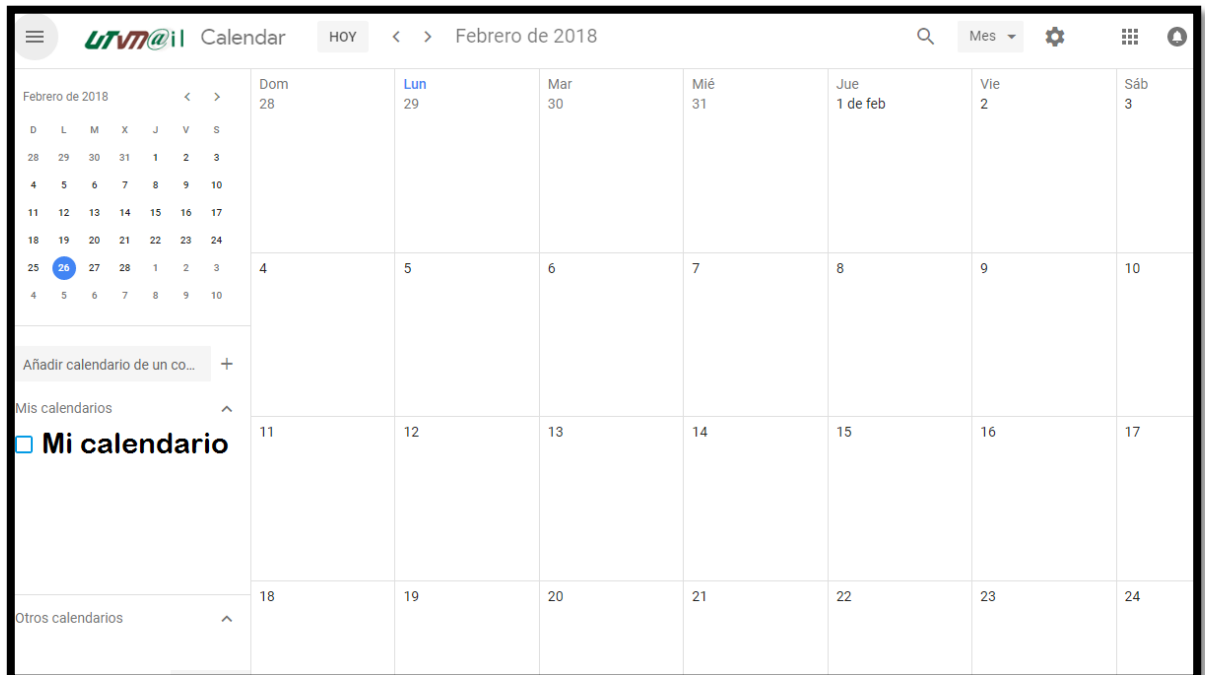 UTVM@il Calendar HOY < > Febrero de 2018 Mes
Febrero de 2018 < >
D L M X J V S
28 29 30 31 1 2 3
4 5 6 7 8 9 10
11 12 13 14 15 16 17
18 19 20 21 22 23 24
25 26 27 28 1 2 3
4 5 6 7 8 9 10
Añadir calendario de un co... +
Mis calendarios
Mi calendario
Otros calendarios
Dom Lun Mar Mié Jue Vie Sáb
28 29 30 31 1 de feb 2 3
4 5 6 7 8 9 10
11 12 13 14 15 16 17
18 19 20 21 22 23 24